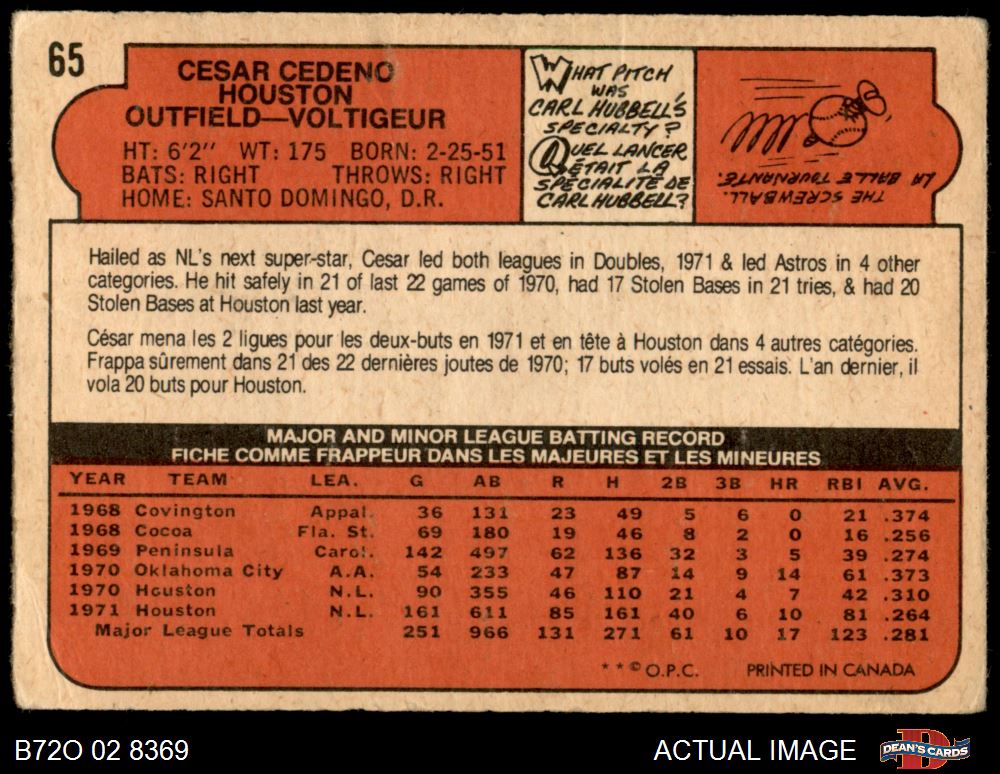 65
CESAR CEDENO
HOUSTON
OUTFIELD—VOLTIGEUR
HT: 6'2" WT: 175 BORN: 2-25-51
BATS: RIGHT THROWS: RIGHT
HOME: SANTO DOMINGO, D.R.
WHAT PITCH
WAS
CARL HUBBELL'S
SPECIALTY?
QUEL LANCER
ÉTAIT LA
SPÉCIALITÉ DE
CARL HUBBELL?
THE SCREWBALL.
LA BALLE TOURNANTE.
Hailed as NL's next super-star, Cesar led both leagues in Doubles, 1971 & led Astros in 4 other
categories. He hit safely in 21 of last 22 games of 1970, had 17 Stolen Bases in 21 tries, & had 20
Stolen Bases at Houston last year.
César mena les 2 ligues pour les deux-buts en 1971 et en tête à Houston dans 4 autres catégories.
Frappa sûrement dans 21 des 22 dernières joutes de 1970; 17 buts volés en 21 essais. L'an dernier, il
vola 20 buts pour Houston.
MAJOR AND MINOR LEAGUE BATTING RECORD
FICHE COMME FRAPPEUR DANS LES MAJEURES ET LES MINEURES
YEAR TEAM LEA. G AB R H 2B 3B HR RBI AVG.
1968 Covington Appal. 36 131 23 49 5 6 0 21 .374
1968 Cocoa Fla. St. 69 180 19 46 8 2 0 16 .256
1969 Peninsula Carol. 142 497 62 136 32 3 5 39 .274
1970 Oklahoma City A.A. 54 233 47 87 14 9 14 61 .373
1970 Houston N.L. 90 355 46 110 21 4 7 42 .310
1971 Houston N.L. 161 611 85 161 40 6 10 81 .264
Major League Totals 251 966 131 271 61 10 17 123 .281
* * © O.P.C. PRINTED IN CANADA
B72O 02 8369 ACTUAL IMAGE DEAN'S CARDS